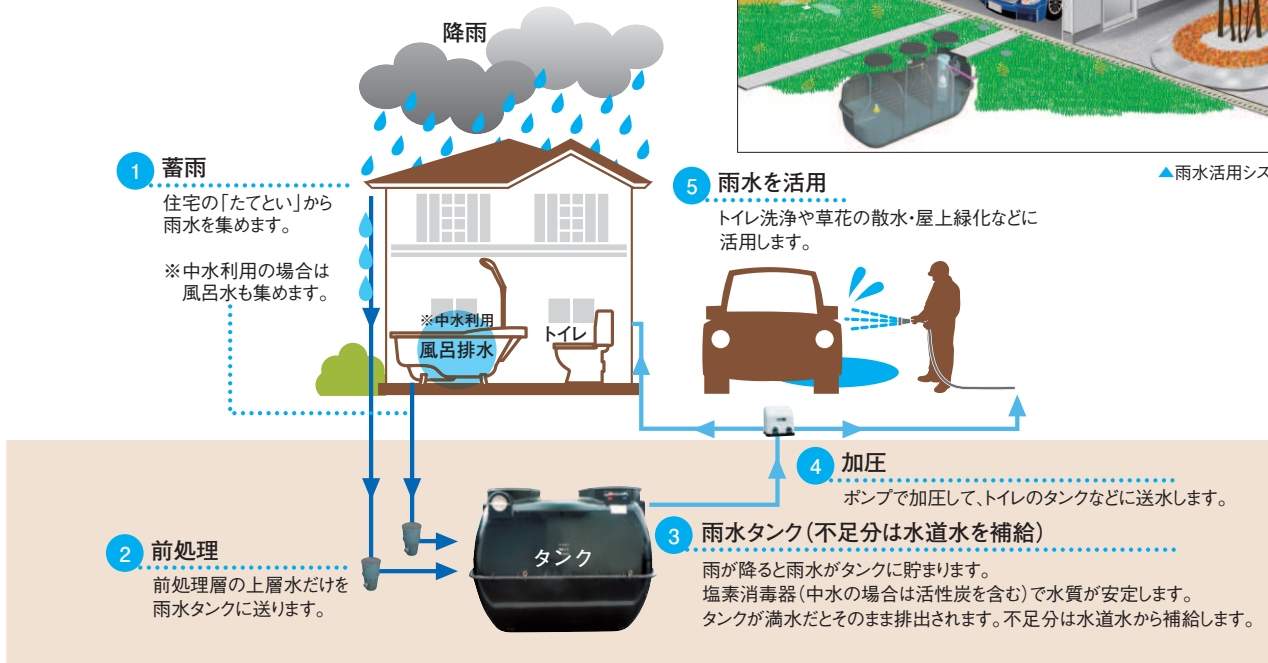 降雨
1 蓄雨
住宅の「たてとい」から
雨水を集めます。
※中水利用の場合は
風呂水も集めます。
※中水利用
風呂排水
トイレ
▲雨水活用シス
5 雨水を活用
トイレ洗浄や草花の散水・屋上緑化などに
活用します。
4 加圧
ポンプで加圧して、トイレのタンクなどに送水します。
2 前処理
前処理層の上層水だけを
雨水タンクに送ります。
タンク
3 雨水タンク(不足分は水道水を補給)
雨が降ると雨水がタンクに貯まります。
塩素消毒器(中水の場合は活性炭を含む)で水質が安定します。
タンクが満水だとそのまま排出されます。不足分は水道水から補給します。